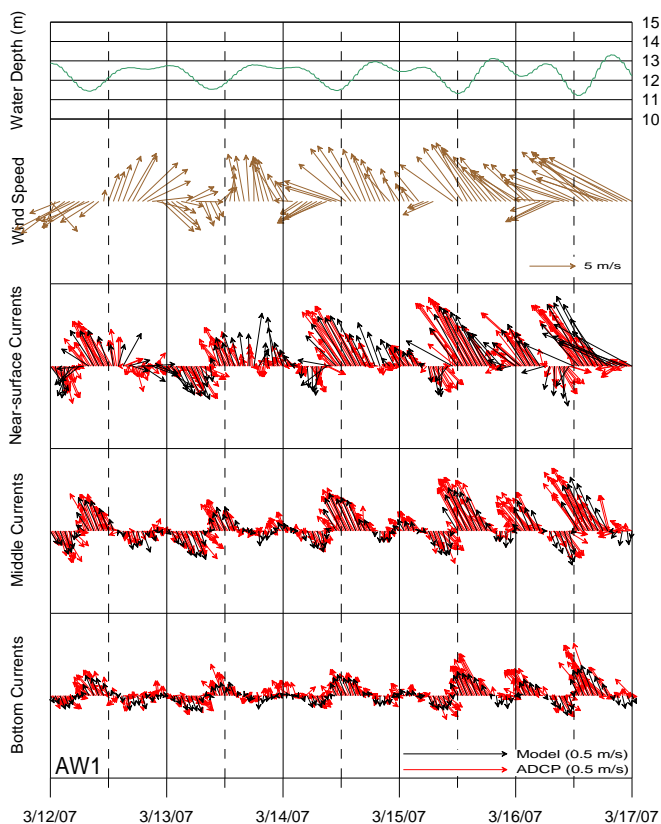 Water Depth (m)
15
14
13
12
11
10
Wind Speed
5 m/s
Near-surface Currents
Middle Currents
Bottom Currents
AW1
Model (0.5 m/s)
ADCP (0.5 m/s)
3/12/07 3/13/07 3/14/07 3/15/07 3/16/07 3/17/07